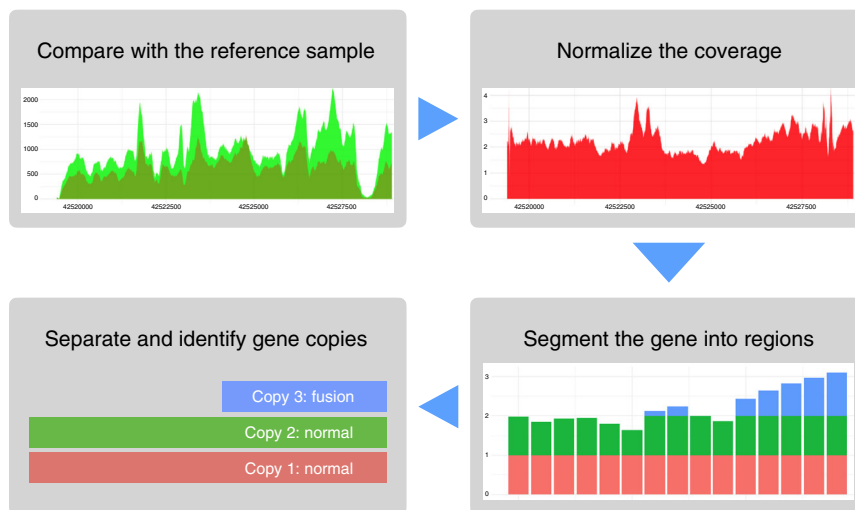 Compare with the reference sample
2000
1500
1000
500
0
42520000 42522500 42525000 42527500
Normalize the coverage
4
3
2
1
0
42520000 42522500 42525000 42527500
Segment the gene into regions
3
2
1
0
Separate and identify gene copies
Copy 3: fusion
Copy 2: normal
Copy 1: normal